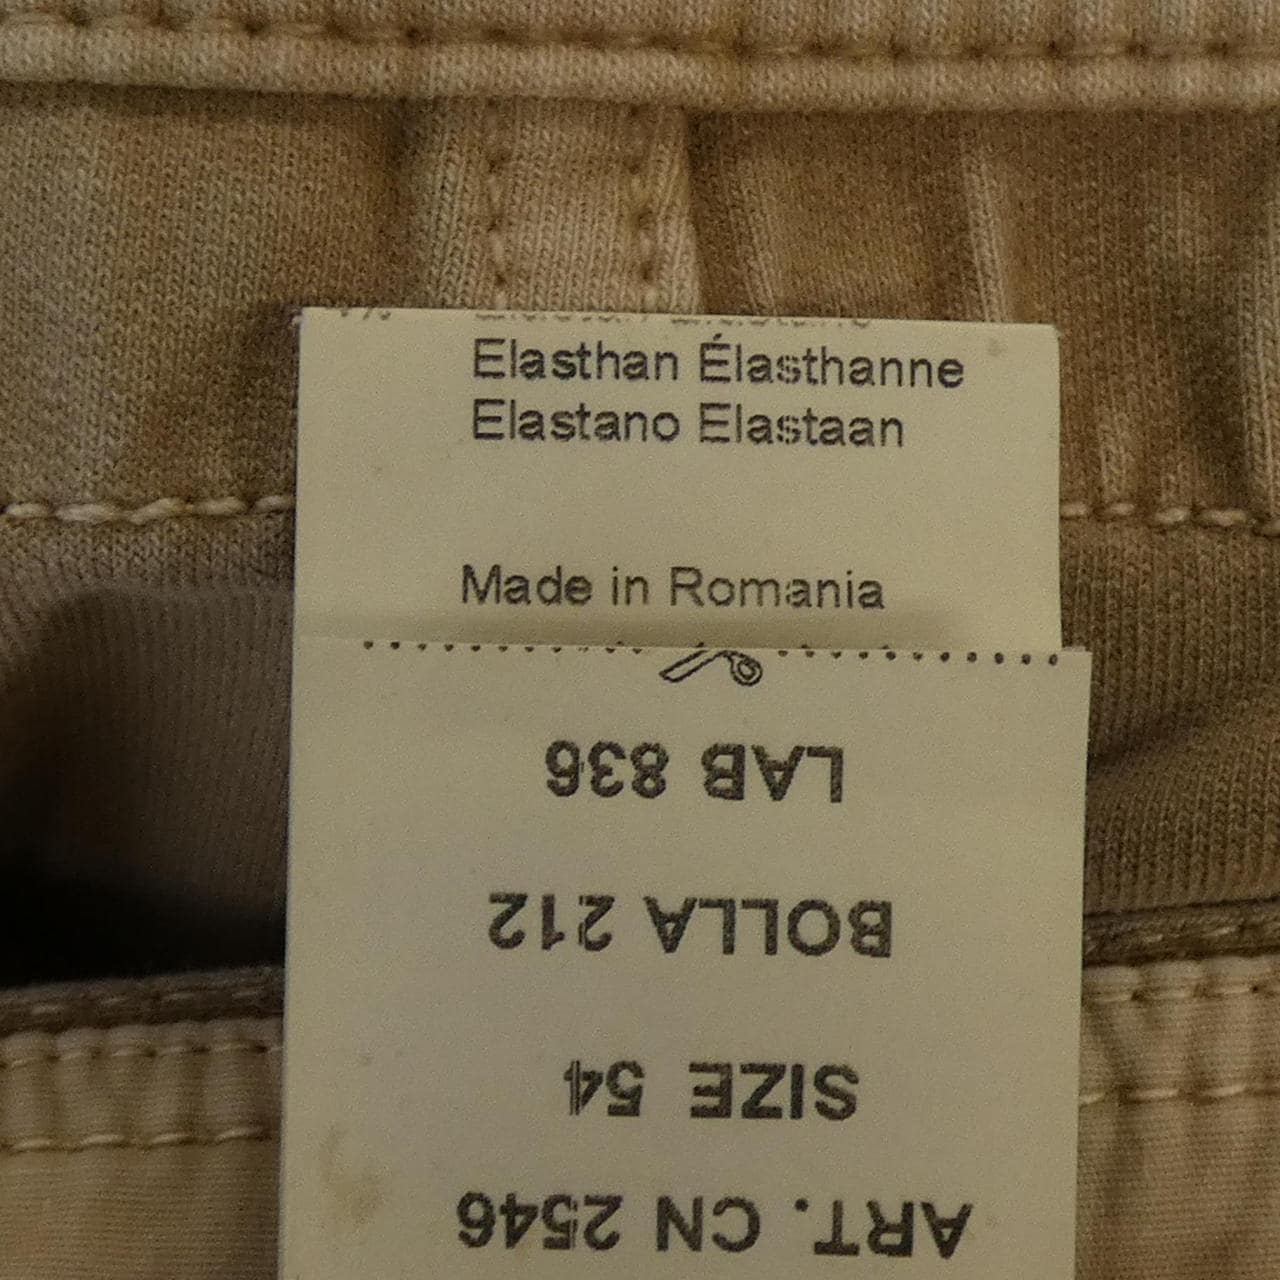 Elasthan Élasthanne
Elastano Elastaan
Made in Romania
LAB 836
BOLLA 212
SIZE 54
ART. CN 2546